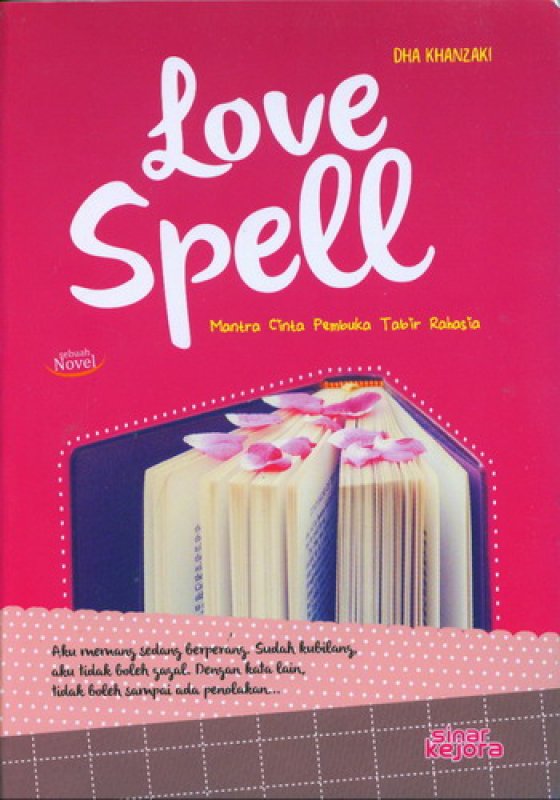 DHA KHANZAKI
Love
Spell
Mantra Cinta Pembuka Tabir Rahasia
sebuah
Novel
Aku memang sedang berperang. Sudah kubilang,
aku tidak boleh gagal. Dengan kata lain,
tidak boleh sampai ada penolakan...
sinar
kejora